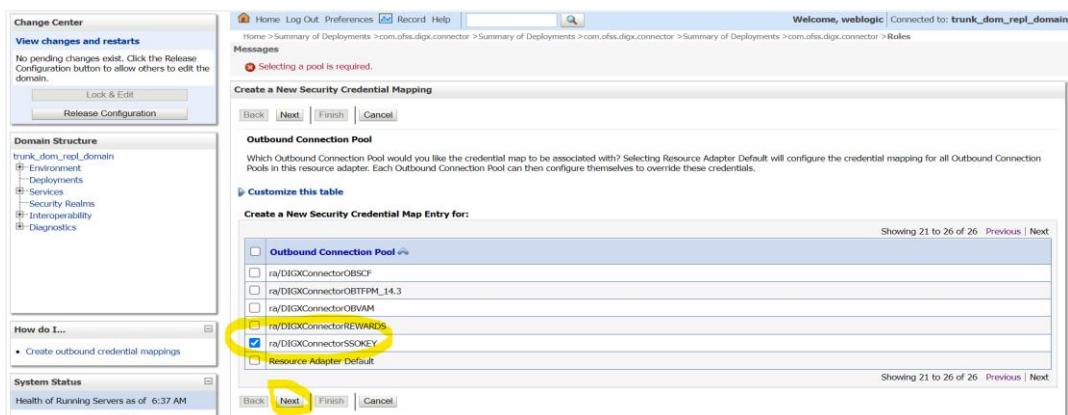 Change Center
View changes and restarts
No pending changes exist. Click the Release
Configuration button to allow others to edit the
domain.
Lock & Edit
Release Configuration
Domain Structure
trunk_dom_repl_domain
Environment
Deployments
Services
Security Realms
Interoperability
Diagnostics
How do I...
Create outbound credential mappings
System Status
Health of Running Servers as of 6:37 AM
Home Log Out Preferences Record Help
Welcome, weblogic Connected to: trunk_dom_repl_domain
Home >Summary of Deployments >com.ofss.digx.connector >Summary of Deployments >com.ofss.digx.connector >Summary of Deployments >com.ofss.digx.connector >Roles
Messages
Selecting a pool is required.
Create a New Security Credential Mapping
Back Next Finish Cancel
Outbound Connection Pool
Which Outbound Connection Pool would you like the credential map to be associated with? Selecting Resource Adapter Default will configure the credential mapping for all Outbound Connection
Pools in this resource adapter. Each Outbound Connection Pool can then configure themselves to override these credentials.
Customize this table
Create a New Security Credential Map Entry for:
Showing 21 to 26 of 26 Previous | Next
Outbound Connection Pool
ra/DIGXConnectorOBSCF
ra/DIGXConnectorOBTFPM_14.3
ra/DIGXConnectorOBVAM
ra/DIGXConnectorREWARDS
ra/DIGXConnectorSSOKEY
Resource Adapter Default
Showing 21 to 26 of 26 Previous | Next
Back Next Finish Cancel